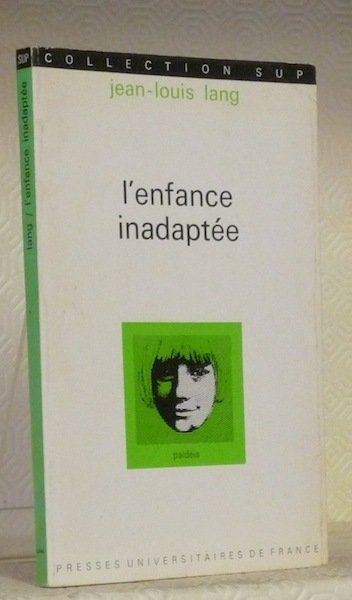 COLLECTION SUP
jean-louis lang
l'enfance
inadaptée
paideia
PRESSES UNIVERSITAIRES DE FRANCE
SUP
lang / l'enfance inadaptée